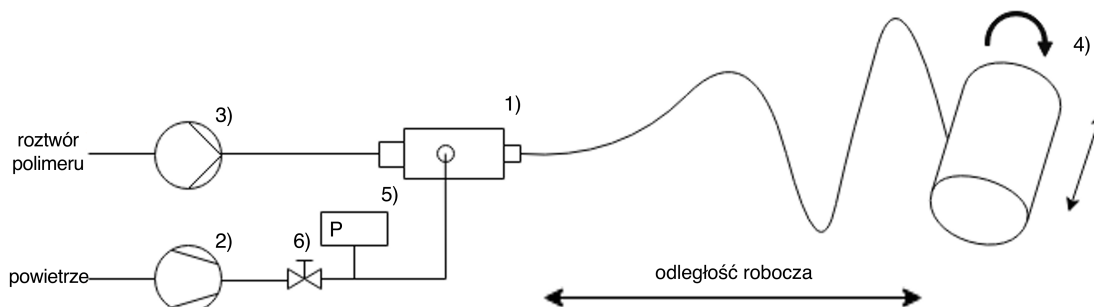 1)
3)
4)
roztwór
polimeru
5)
P
2)
6)
powietrze
odległość robocza